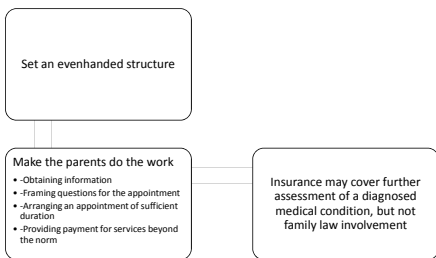 Set an evenhanded structure
Make the parents do the work
• -Obtaining information
• -Framing questions for the appointment
• -Arranging an appointment of sufficient
duration
• -Providing payment for services beyond
the norm
Insurance may cover further
assessment of a diagnosed
medical condition, but not
family law involvement